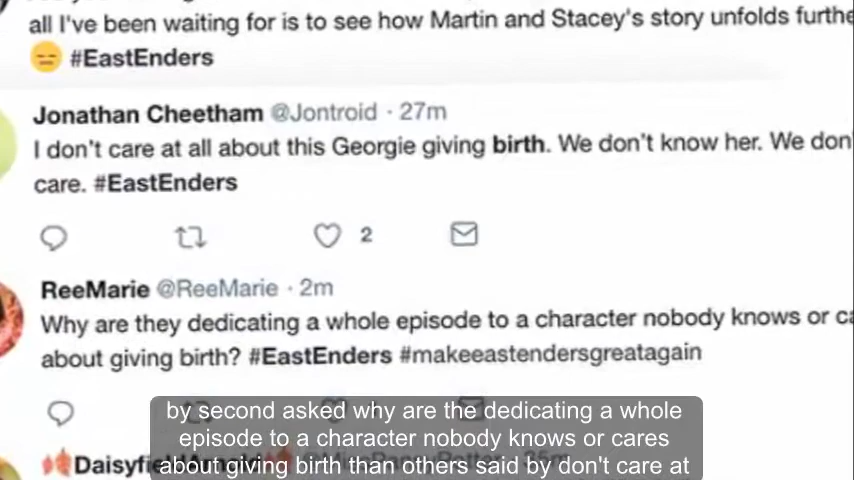 all I've been waiting for is to see how Martin and Stacey's story unfolds furthe
#EastEnders
Jonathan Cheetham @Jontroid · 27m
I don't care at all about this Georgie giving birth. We don't know her. We don'
care. #EastEnders
2
ReeMarie @ReeMarie · 2m
Why are they dedicating a whole episode to a character nobody knows or ca
about giving birth? #EastEnders #makeeastendersgreatagain
by second asked why are the dedicating a whole
episode to a character nobody knows or cares
about giving birth than others said by don't care at